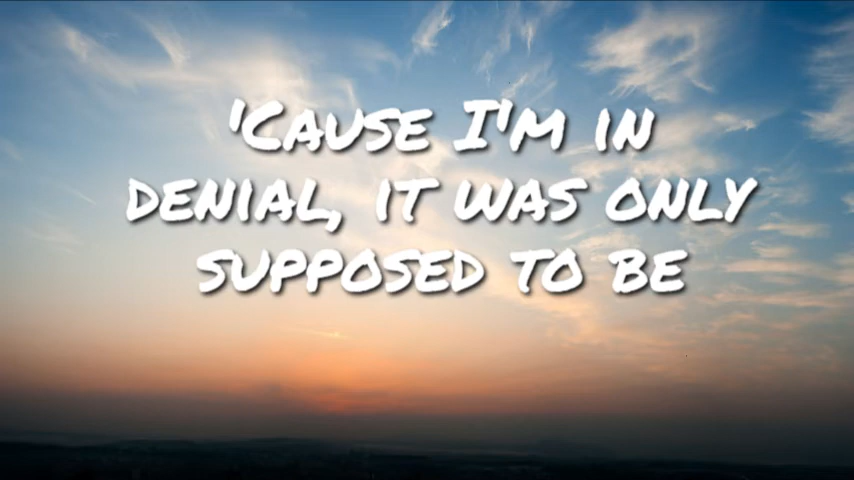 'CAUSE I'M IN
DENIAL, IT WAS ONLY
SUPPOSED TO BE